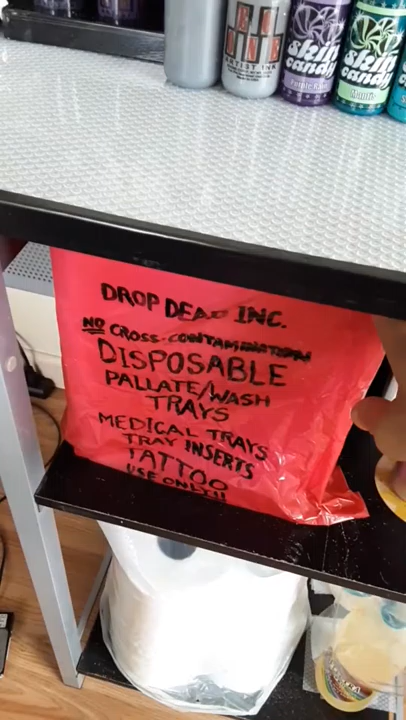 skin candy
skin candy
DROP DEAD INC.
NO CROSS-CONTAMINATION
DISPOSABLE
PALLATE/WASH
TRAYS
MEDICAL TRAYS
TRAY INSERTS
TATTOO
USE ONLY!!